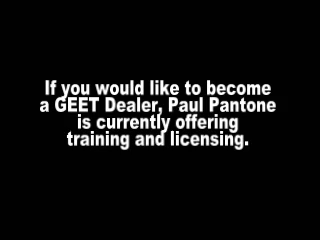 If you would like to become
a GEET Dealer, Paul Pantone
is currently offering
training and licensing.